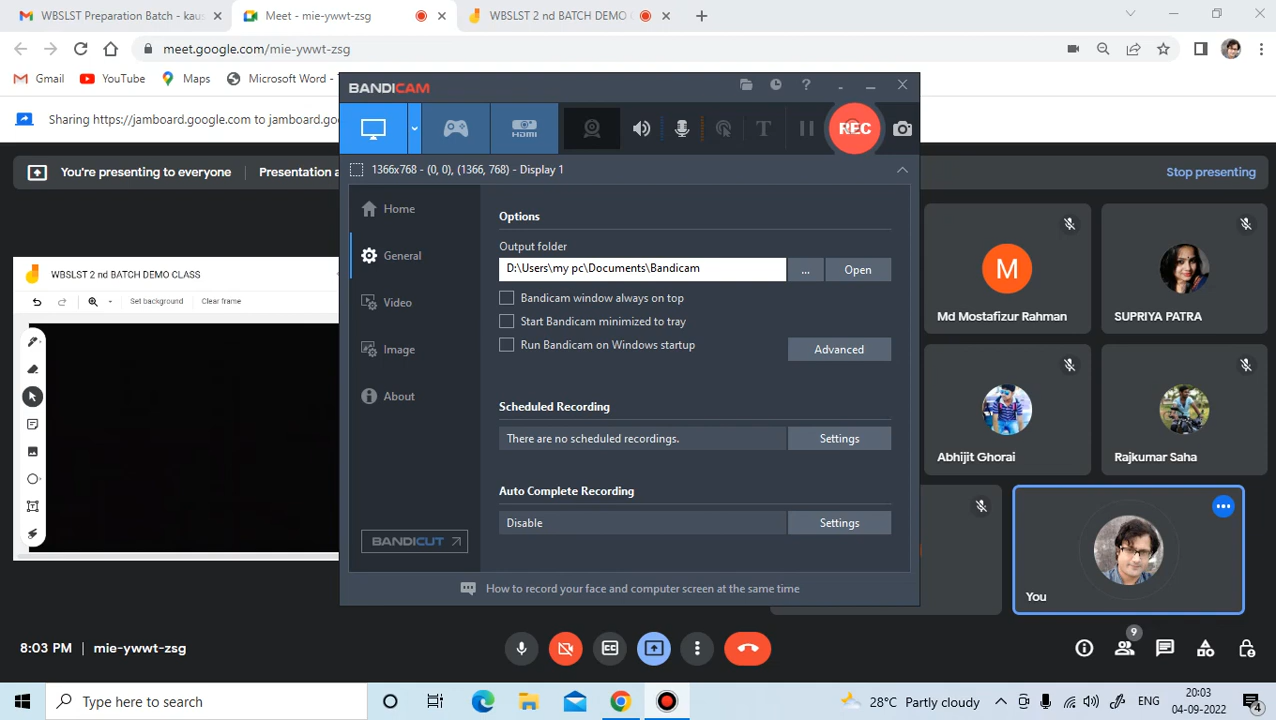 WBSLST Preparation Batch - kaus
Meet - mie-ywwt-zsg
WBSLST 2 nd BATCH DEMO
meet.google.com/mie-ywwt-zsg
Gmail
YouTube
Maps
Microsoft Word -
Sharing https://jamboard.google.com to jamboard.g
You're presenting to everyone
Presentation a
Stop presenting
BANDICAM
HDMI
T
REC
1366x768 - (0, 0), (1366, 768) - Display 1
Home
General
Video
Image
About
BANDICUT
Options
Output folder
D:\Users\my pc\Documents\Bandicam
...
Open
Bandicam window always on top
Start Bandicam minimized to tray
Run Bandicam on Windows startup
Advanced
Scheduled Recording
There are no scheduled recordings.
Settings
Auto Complete Recording
Disable
Settings
How to record your face and computer screen at the same time
WBSLST 2 nd BATCH DEMO CLASS
Set background
Clear frame
M
Md Mostafizur Rahman
SUPRIYA PATRA
Abhijit Ghorai
Rajkumar Saha
You
8:03 PM
mie-ywwt-zsg
9
Type here to search
28°C Partly cloudy
ENG
20:03
04-09-2022
4